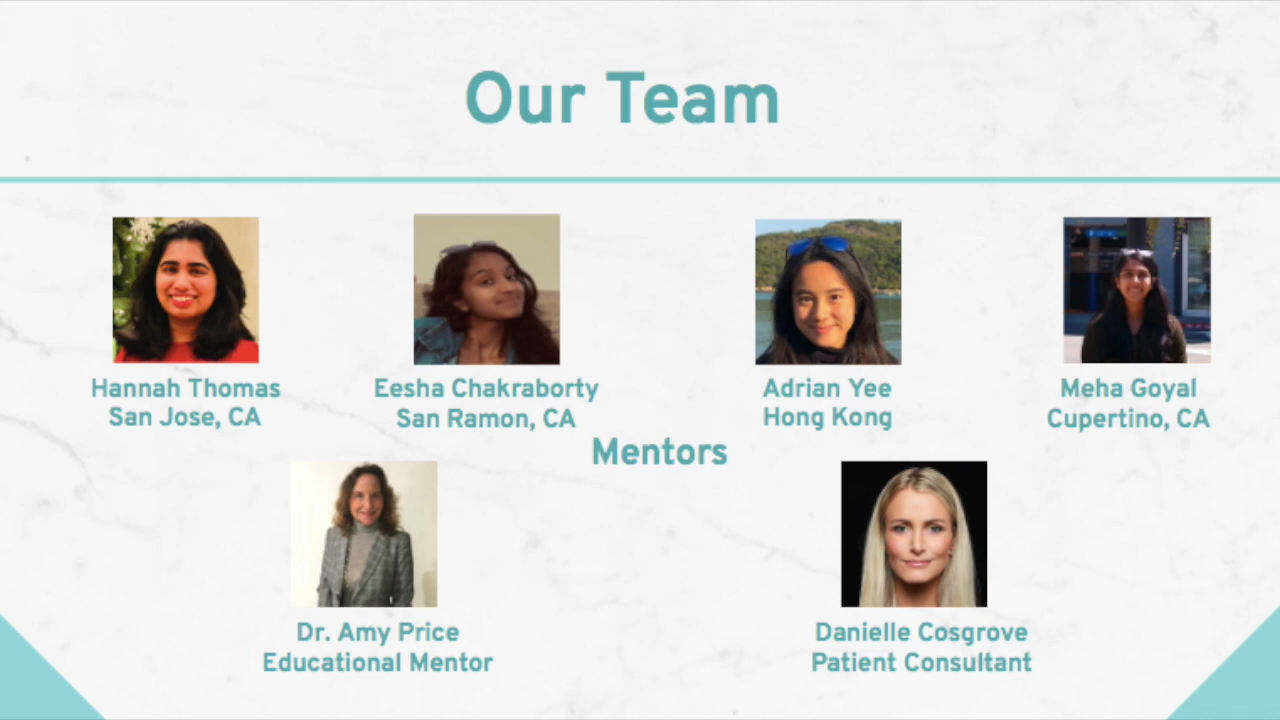 Our Team
Hannah Thomas
San Jose, CA
Eesha Chakraborty
San Ramon, CA
Adrian Yee
Hong Kong
Meha Goyal
Cupertino, CA
Mentors
Dr. Amy Price
Educational Mentor
Danielle Cosgrove
Patient Consultant